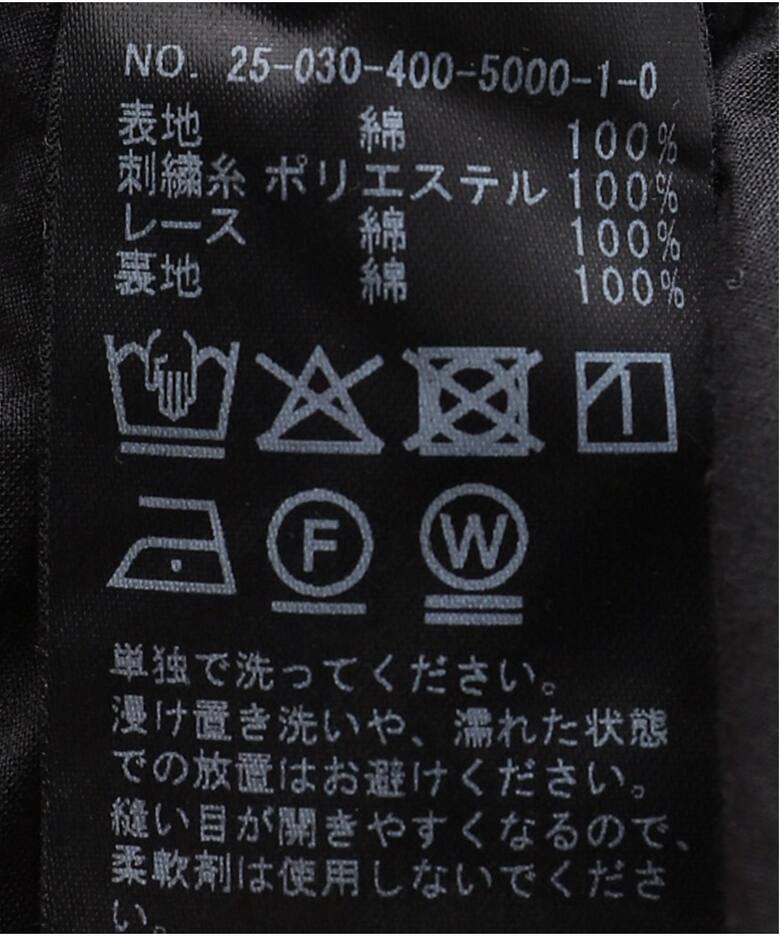 NO. 25-030-400-5000-1-0
表地 綿 100%
刺繍糸 ポリエステル 100%
レース 綿 100%
裏地 綿 100%
F W
単独で洗ってください。
浸け置き洗いや、濡れた状態
での放置はお避けください。
縫い目が開きやすくなるので、
柔軟剤は使用しないでくださ
い。